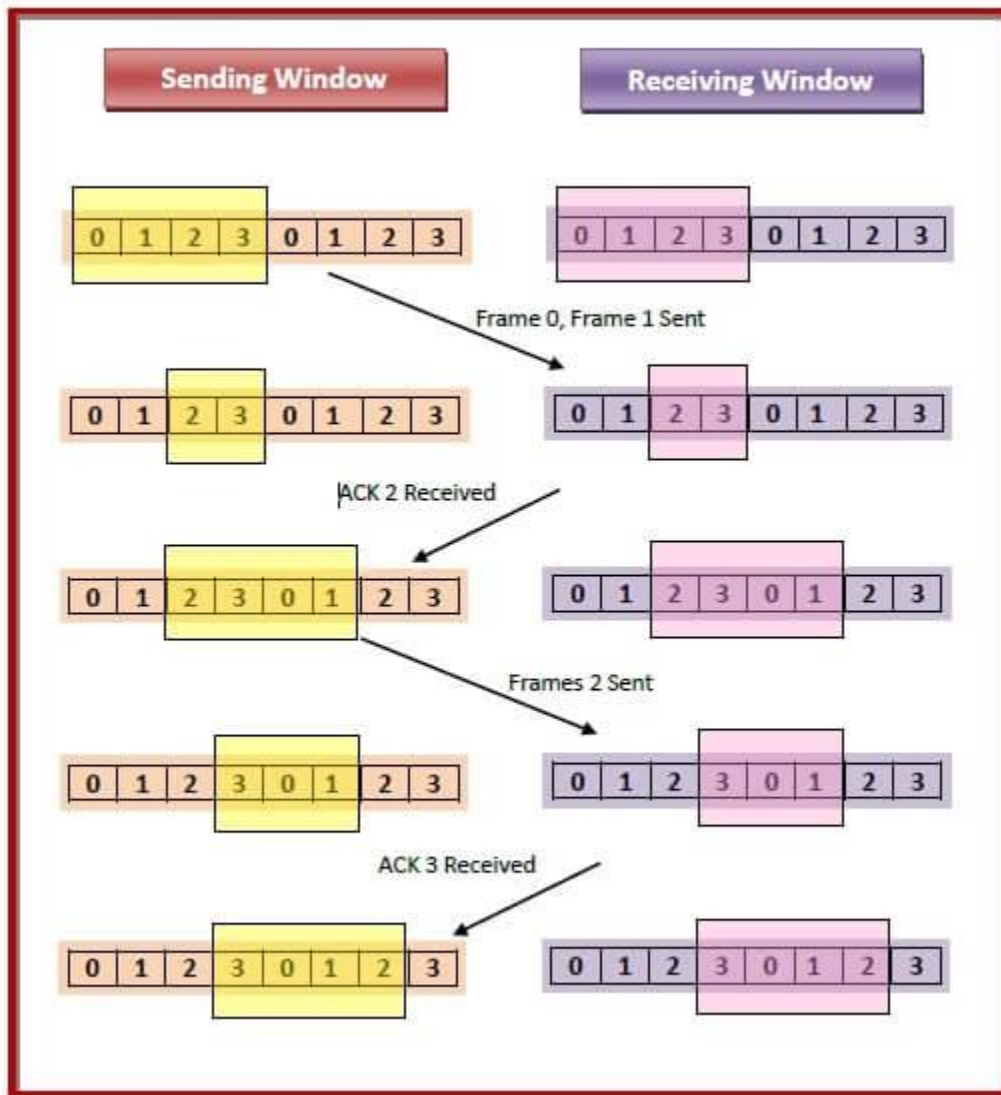 Sending Window
Receiving Window
0 1 2 3 0 1 2 3
0 1 2 3 0 1 2 3
Frame 0, Frame 1 Sent
0 1 2 3 0 1 2 3
0 1 2 3 0 1 2 3
ACK 2 Received
0 1 2 3 0 1 2 3
0 1 2 3 0 1 2 3
Frames 2 Sent
0 1 2 3 0 1 2 3
0 1 2 3 0 1 2 3
ACK 3 Received
0 1 2 3 0 1 2 3
0 1 2 3 0 1 2 3